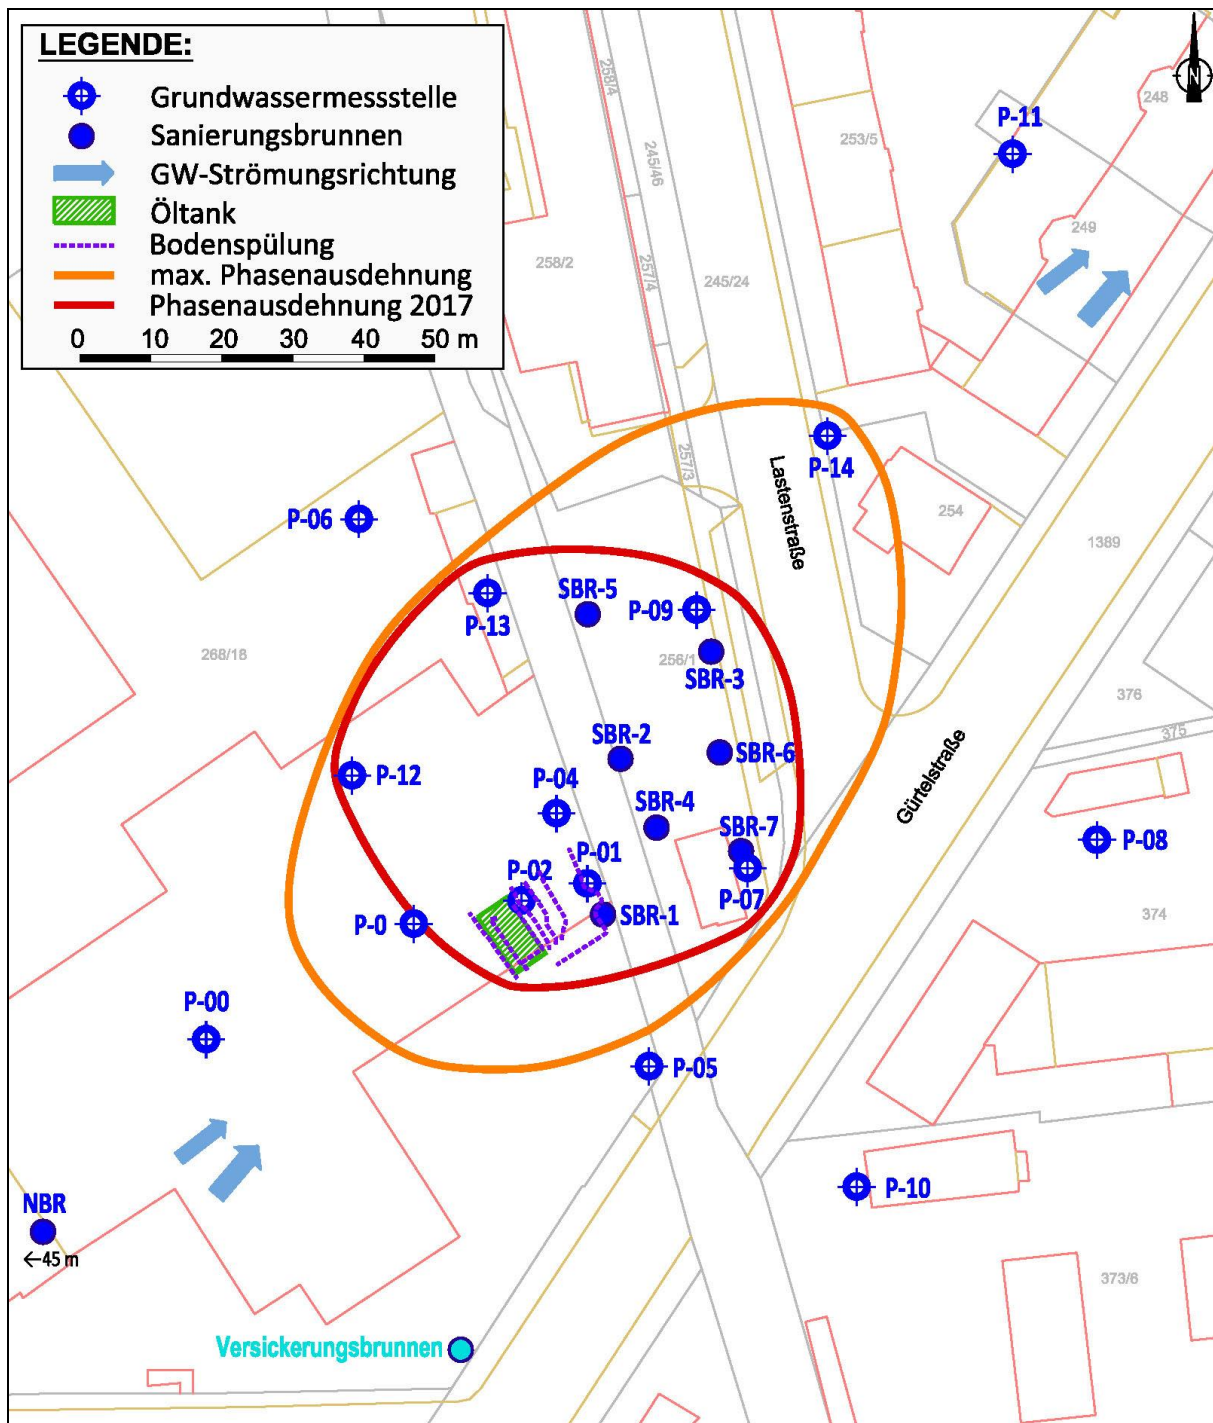 LEGENDE:
Grundwassermessstelle
Sanierungsbrunnen
GW-Strömungsrichtung
Öltank
Bodenspülung
max. Phasenausdehnung
Phasenausdehnung 2017
0 10 20 30 40 50 m
N
258/4
245/46
253/5
248
P-11
249
258/2
257/4
245/24
257/3
Lastenstraße
P-14
254
1389
P-06
P-13
SBR-5
P-09
256/1
SBR-3
268/18
376
375
SBR-2
SBR-6
P-12
P-04
SBR-4
SBR-7
Gürtelstraße
P-08
P-01
P-02
P-07
P-0
SBR-1
374
P-00
P-05
P-10
NBR
←45 m
373/6
Versickerungsbrunnen